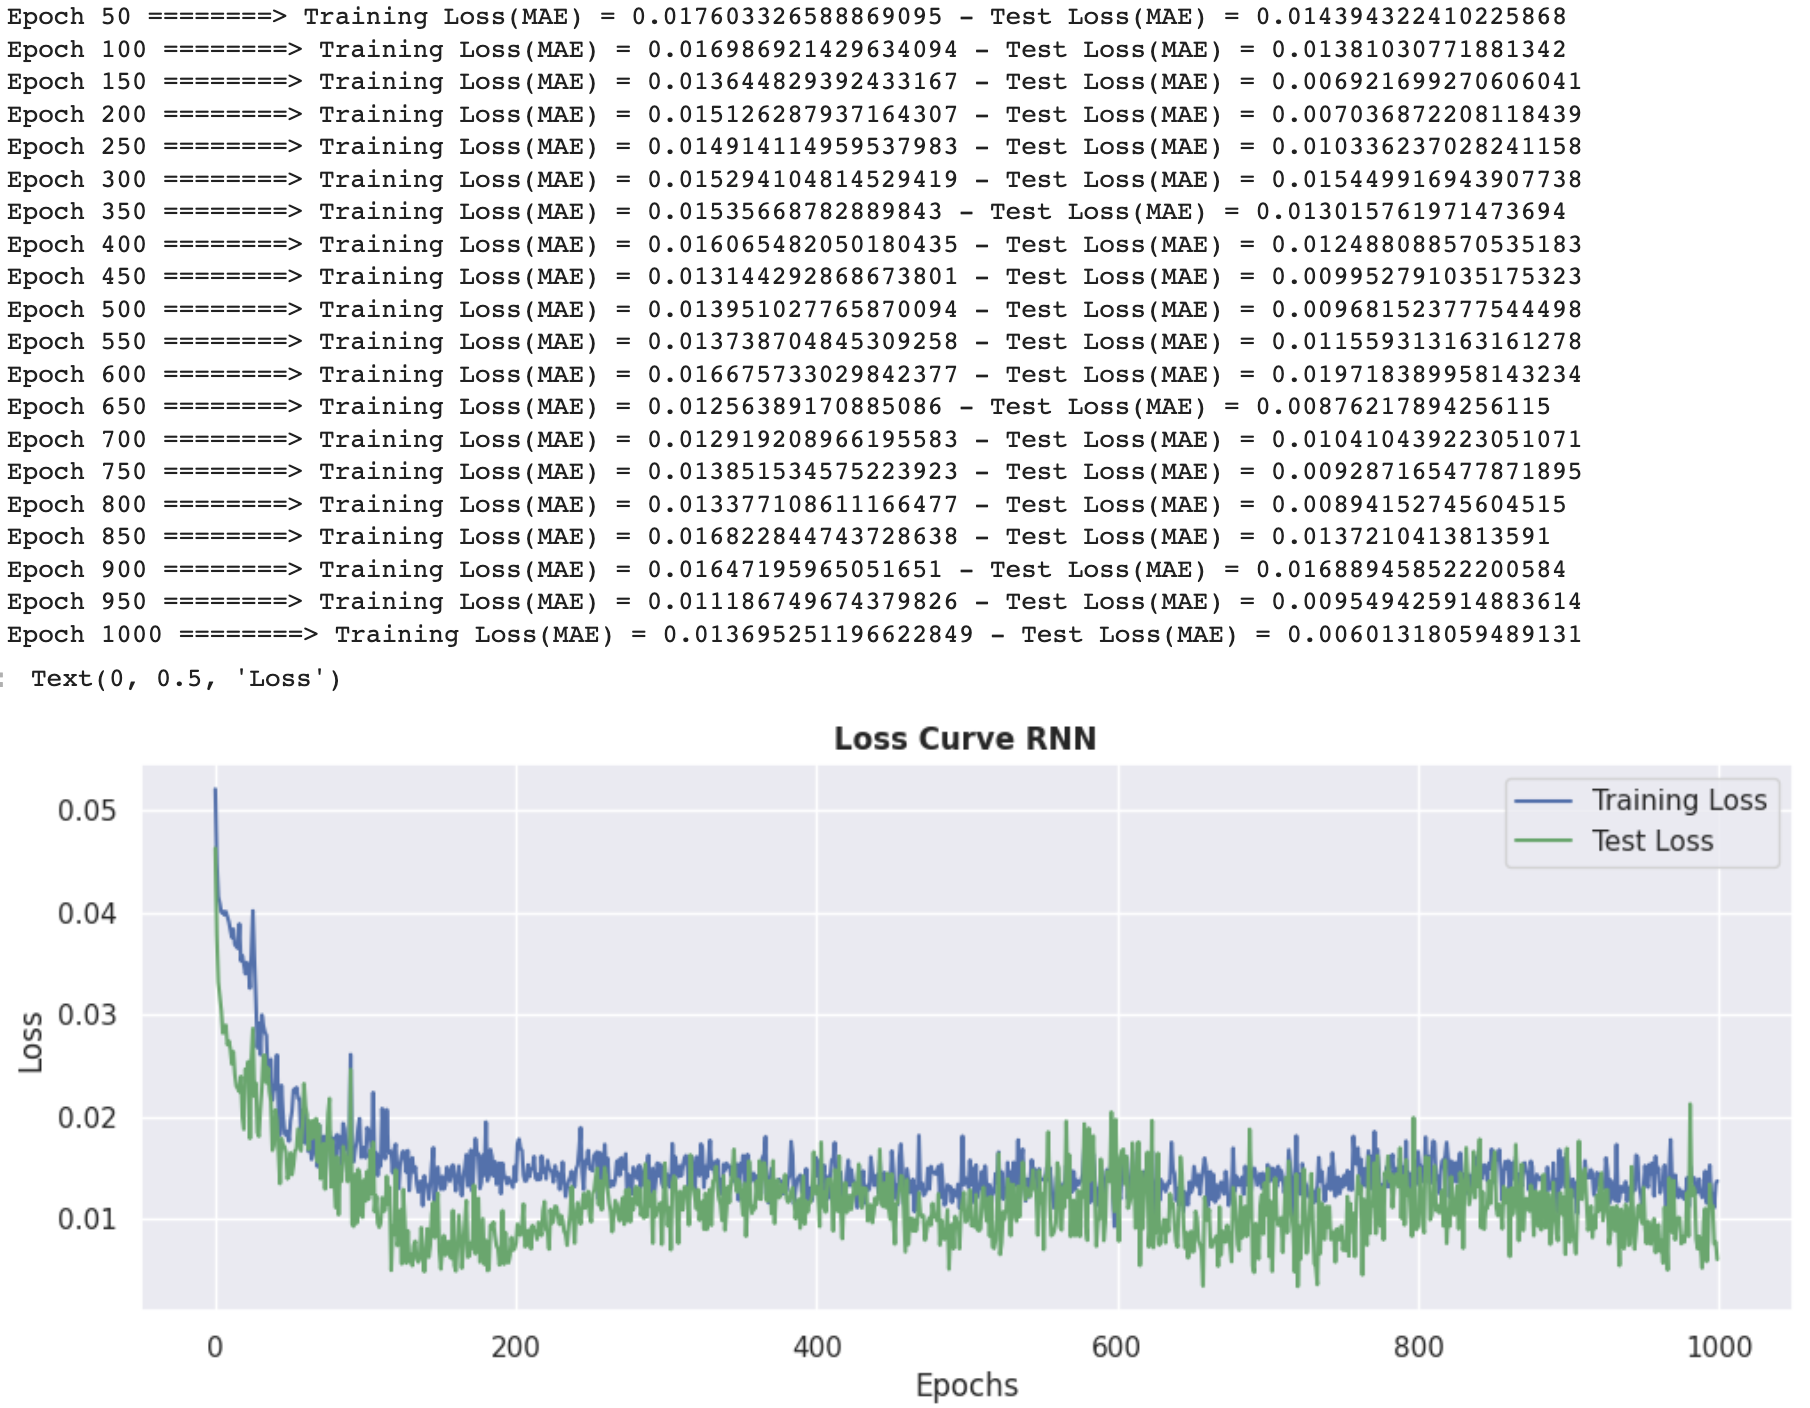 Epoch 50 ========> Training Loss(MAE) = 0.017603326588869095 - Test Loss(MAE) = 0.014394322410225868
Epoch 100 ========> Training Loss(MAE) = 0.016986921429634094 - Test Loss(MAE) = 0.01381030771881342
Epoch 150 ========> Training Loss(MAE) = 0.013644829392433167 - Test Loss(MAE) = 0.006921699270606041
Epoch 200 ========> Training Loss(MAE) = 0.015126287937164307 - Test Loss(MAE) = 0.007036872208118439
Epoch 250 ========> Training Loss(MAE) = 0.014914114959537983 - Test Loss(MAE) = 0.010336237028241158
Epoch 300 ========> Training Loss(MAE) = 0.015294104814529419 - Test Loss(MAE) = 0.015449916943907738
Epoch 350 ========> Training Loss(MAE) = 0.01535668782889843 - Test Loss(MAE) = 0.013015761971473694
Epoch 400 ========> Training Loss(MAE) = 0.016065482050180435 - Test Loss(MAE) = 0.012488088570535183
Epoch 450 ========> Training Loss(MAE) = 0.013144292868673801 - Test Loss(MAE) = 0.009952791035175323
Epoch 500 ========> Training Loss(MAE) = 0.013951027765870094 - Test Loss(MAE) = 0.009681523777544498
Epoch 550 ========> Training Loss(MAE) = 0.013738704845309258 - Test Loss(MAE) = 0.011559313163161278
Epoch 600 ========> Training Loss(MAE) = 0.016675733029842377 - Test Loss(MAE) = 0.019718389958143234
Epoch 650 ========> Training Loss(MAE) = 0.01256389170885086 - Test Loss(MAE) = 0.00876217894256115
Epoch 700 ========> Training Loss(MAE) = 0.012919208966195583 - Test Loss(MAE) = 0.010410439223051071
Epoch 750 ========> Training Loss(MAE) = 0.013851534575223923 - Test Loss(MAE) = 0.009287165477871895
Epoch 800 ========> Training Loss(MAE) = 0.013377108611166477 - Test Loss(MAE) = 0.00894152745604515
Epoch 850 ========> Training Loss(MAE) = 0.016822844743728638 - Test Loss(MAE) = 0.0137210413813591
Epoch 900 ========> Training Loss(MAE) = 0.01647195965051651 - Test Loss(MAE) = 0.016889458522200584
Epoch 950 ========> Training Loss(MAE) = 0.011186749674379826 - Test Loss(MAE) = 0.009549425914883614
Epoch 1000 ========> Training Loss(MAE) = 0.013695251196622849 - Test Loss(MAE) = 0.00601318059489131
: Text(0, 0.5, 'Loss')
Loss Curve RNN
Training Loss
Test Loss
0.05
0.04
0.03
0.02
0.01
Loss
0 200 400 600 800 1000
Epochs